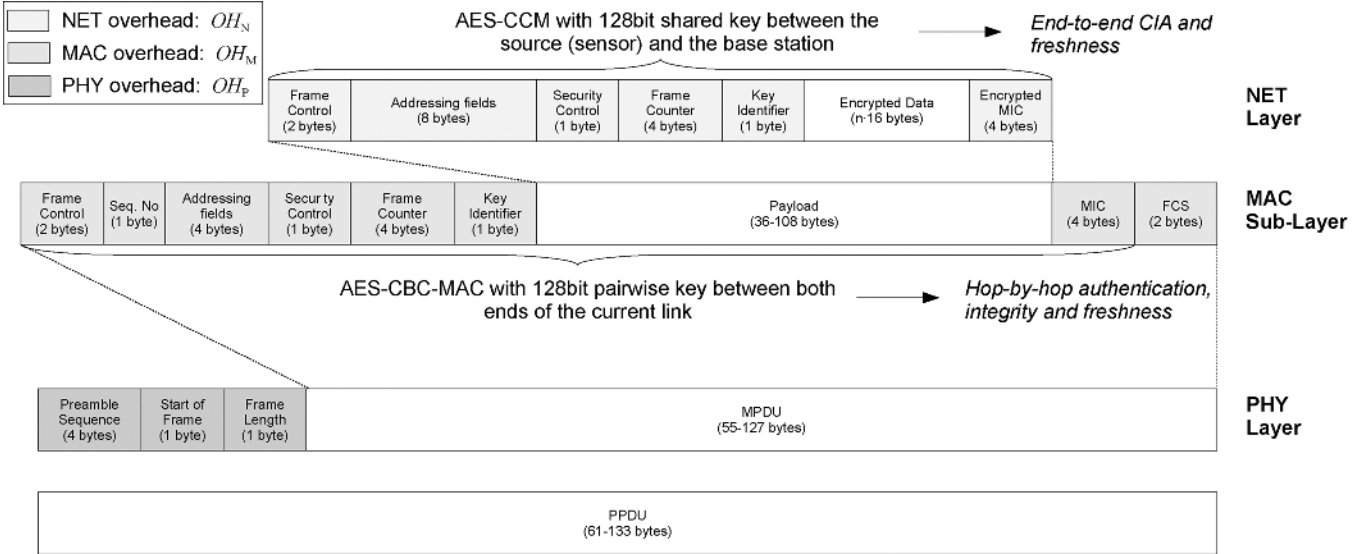 NET overhead: OH_N
MAC overhead: OH_M
PHY overhead: OH_P
AES-CCM with 128bit shared key between the
source (sensor) and the base station
End-to-end CIA and
freshness
Frame
Control
(2 bytes)
Addressing fields
(8 bytes)
Security
Control
(1 byte)
Frame
Counter
(4 bytes)
Key
Identifier
(1 byte)
Encrypted Data
(n·16 bytes)
Encrypted
MIC
(4 bytes)
NET
Layer
Frame
Control
(2 bytes)
Seq. No
(1 byte)
Addressing
fields
(4 bytes)
Security
Control
(1 byte)
Frame
Counter
(4 bytes)
Key
Identifier
(1 byte)
Payload
(36-108 bytes)
MIC
(4 bytes)
FCS
(2 bytes)
MAC
Sub-Layer
AES-CBC-MAC with 128bit pairwise key between both
ends of the current link
Hop-by-hop authentication,
integrity and freshness
Preamble
Sequence
(4 bytes)
Start of
Frame
(1 byte)
Frame
Length
(1 byte)
MPDU
(55-127 bytes)
PHY
Layer
PPDU
(61-133 bytes)